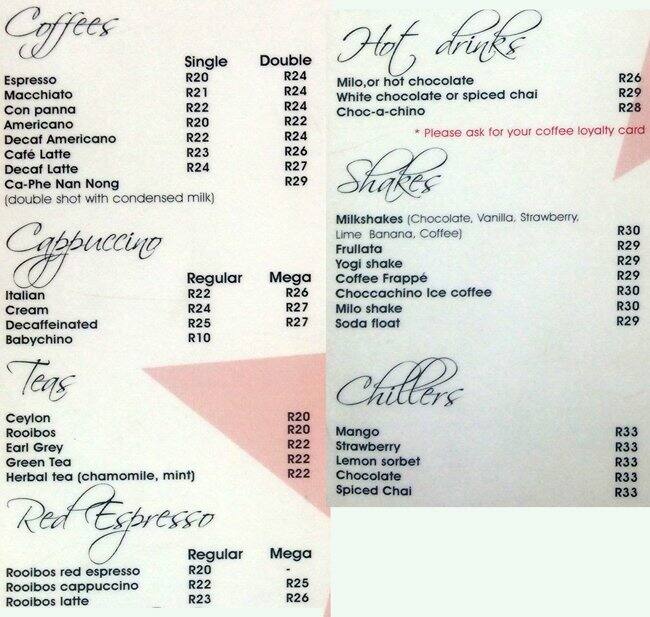 Coffees
Single Double
Espresso R20 R24
Macchiato R21 R24
Con panna R22 R24
Americano R20 R22
Decaf Americano R22 R24
Café Latte R23 R26
Decaf Latte R24 R27
Ca-Phe Nan Nong R29
(double shot with condensed milk)
Cappuccino
Regular Mega
Italian R22 R26
Cream R24 R27
Decaffeinated R25 R27
Babychino R10
Teas
Ceylon R20
Rooibos R20
Earl Grey R22
Green Tea R22
Herbal tea (chamomile, mint) R22
Red Espresso
Regular Mega
Rooibos red espresso R20 -
Rooibos cappuccino R22 R25
Rooibos latte R23 R26
Hot drinks
Milo,or hot chocolate R26
White chocolate or spiced chai R29
Choc-a-chino R28
* Please ask for your coffee loyalty card
Shakes
Milkshakes (Chocolate, Vanilla, Strawberry,
Lime Banana, Coffee) R30
Frullata R29
Yogi shake R29
Coffee Frappé R29
Choccachino Ice coffee R30
Milo shake R30
Soda float R29
Chillers
Mango R33
Strawberry R33
Lemon sorbet R33
Chocolate R33
Spiced Chai R33